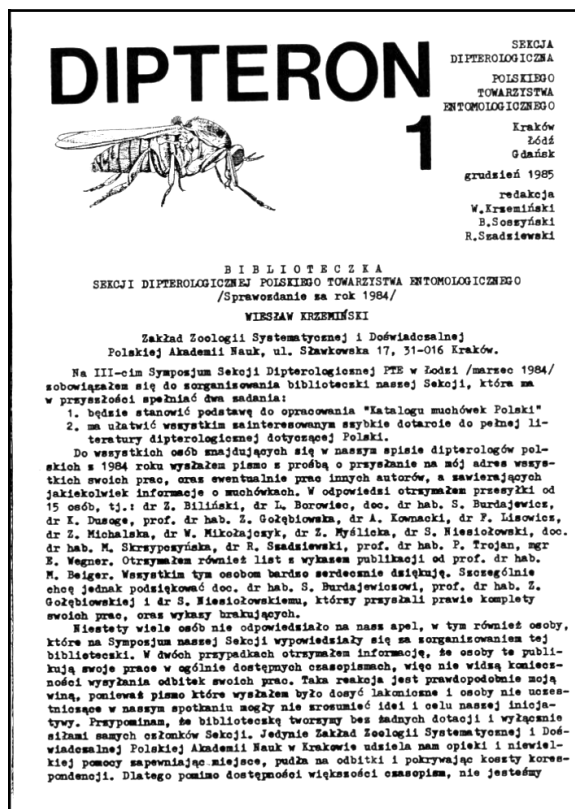 DIPTERON
1
SEKCJA
DIPTEROLOGICZNA
POLSKIEGO
TOWARZYSTWA
ENTOMOLOGICZNEGO
Kraków
Łódź
Gdańsk
grudzień 1985
redakcja
W.Krzemiński
B.Soszyński
R.Szadziewski
B I B L I O T E C Z K A
SEKCJI DIPTEROLOGICZNEJ POLSKIEGO TOWARZYSTWA ENTOMOLOGICZNEGO
/Sprawozdanie za rok 1984/
WIESŁAW KRZEMIŃSKI
Zakład Zoologii Systematycznej i Doświadczalnej
Polskiej Akademii Nauk, ul. Sławkowska 17, 31-016 Kraków.
Na III-cim Sympozjum Sekcji Dipterologicznej PTE w Łodzi /marzec 1984/
zobowiązałem się do zorganizowania biblioteczki naszej Sekcji, która ma
w przyszłości spełniać dwa zadania:
1. będzie stanowić podstawę do opracowania "Katalogu muchówek Polski"
2. ma ułatwić wszystkim zainteresowanym szybkie dotarcie do pełnej li-
teratury dipterologicznej dotyczącej Polski.
Do wszystkich osób znajdujących się w naszym spisie dipterologów pol-
skich z 1984 roku wysłałem pismo z prośbą o przysłanie na mój adres wszys-
tkich swoich prac, oraz ewentualnie prac innych autorów, a zawierających
jakiekolwiek informacje o muchówkach. W odpowiedzi otrzymałem przesyłki od
15 osób, tj.: dr Z. Biliński, dr L. Borowiec, doc. dr hab. S. Burdajewicz,
dr K. Dusoge, prof. dr hab. Z. Gołębiowska, dr A. Kownacki, dr F. Lisowicz,
dr Z. Michalska, dr W. Mikołajczyk, dr Z. Myślicka, dr S. Niesiołowski, doc.
dr hab. M. Skrzypczyńska, dr R. Szadziewski, prof. dr hab. P. Trojan, mgr
E. Wegner. Otrzymałem również list z wykazem publikacji od prof. dr hab.
M. Beiger. Wszystkim tym osobom bardzo serdecznie dziękuję. Szczególnie
chcę jednak podziękować doc. dr hab. S. Burdajewiczowi, prof. dr hab. Z.
Gołębiowskiej i dr S. Niesiołowskiemu, którzy przysłali prawie komplety
swoich prac, oraz wykazy brakujących.
Niestety wiele osób nie odpowiedziało na nasz apel, w tym również osoby,
które na Sympozjum naszej Sekcji wypowiedziały się za zorganizowaniem tej
biblioteczki. W dwóch przypadkach otrzymałem informację, że osoby te publi-
kują swoje prace w ogólnie dostępnych czasopismach, więc nie widzą koniecz-
ności wysyłania odbitek swoich prac. Taka reakcja jest prawdopodobnie moją
winą, ponieważ pismo które wysłałem było dosyć lakoniczne i osoby nie uczes-
tniczące w naszym spotkaniu mogły nie zrozumieć idei i celu naszej inicja-
tywy. Przypominam, że biblioteczkę tworzymy bez żadnych dotacji i wyłącznie
siłami samych członków Sekcji. Jedynie Zakład Zoologii Systematycznej i Doś-
wiadczalnej Polskiej Akademii Nauk w Krakowie udziela nam opieki i niewiel-
kiej pomocy zapewniając miejsce, pudła na odbitki i pokrywając koszty kores-
pondencji. Dlatego pomimo dostępności większości czasopism, nie jesteśmy